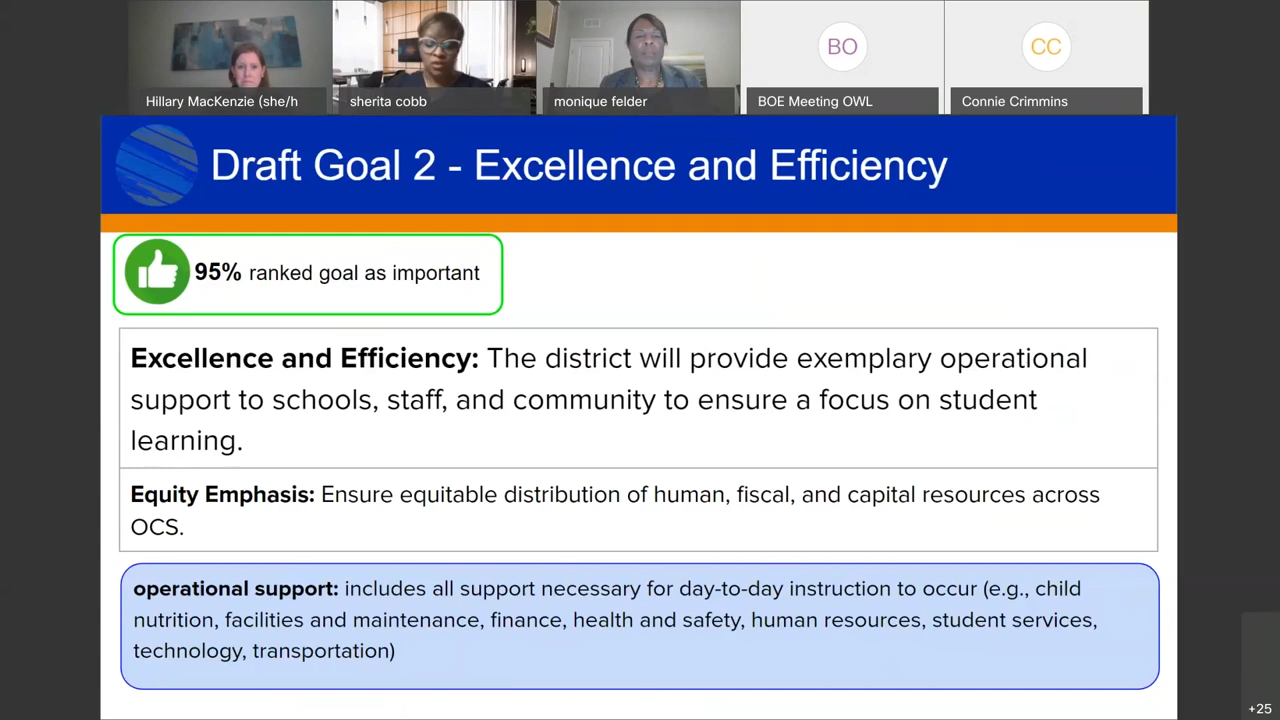 Hillary MacKenzie (she/h
sherita cobb
monique felder
BO
BOE Meeting OWL
CC
Connie Crimmins
Draft Goal 2 - Excellence and Efficiency
95% ranked goal as important
Excellence and Efficiency: The district will provide exemplary operational
support to schools, staff, and community to ensure a focus on student
learning.
Equity Emphasis: Ensure equitable distribution of human, fiscal, and capital resources across
OCS.
operational support: includes all support necessary for day-to-day instruction to occur (e.g., child
nutrition, facilities and maintenance, finance, health and safety, human resources, student services,
technology, transportation)
+25